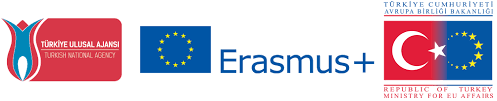 TÜRKİYE ULUSAL AJANSI
TURKISH NATIONAL AGENCY
Erasmus+
TÜRKİYE CUMHURİYETİ
AVRUPA BİRLİĞİ BAKANLIĞI
REPUBLIC OF TURKEY
MINISTRY FOR EU AFFAIRS